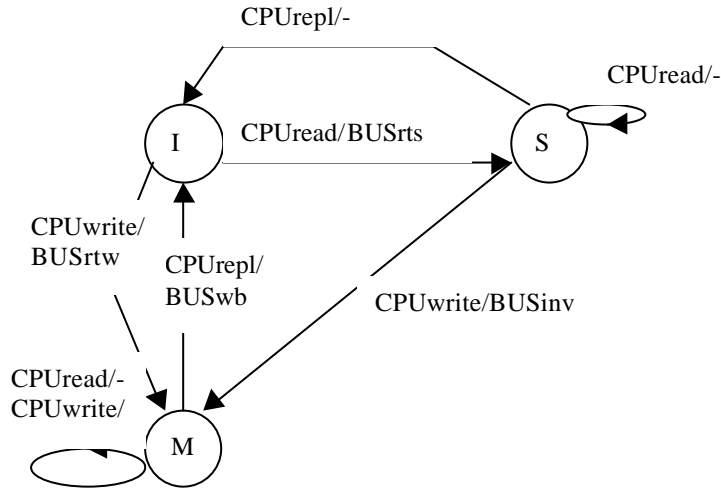 CPUrepl/-
CPUread/-
I
CPUread/BUSrts
S
CPUwrite/
BUSrtw
CPUrepl/
BUSwb
CPUwrite/BUSinv
CPUread/-
CPUwrite/
M